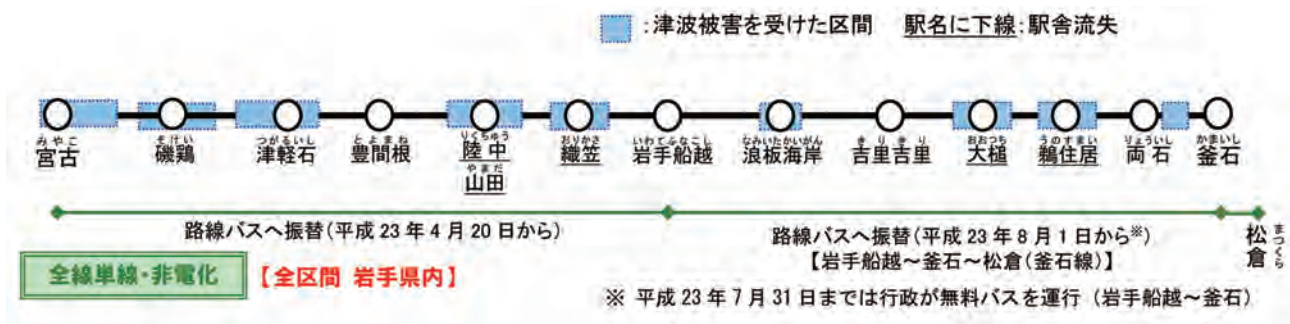 ：津波被害を受けた区間　駅名に下線：駅舎流失
みやこ　そけい　つがるいし　とよまね　りくちゅう　おりかさ　いわてふなこし　なみいたかいがん　きりきり　おおつち　うのすまい　りょういし　かまいし
宮古　磯鶏　津軽石　豊間根　陸中　織笠　岩手船越　浪板海岸　吉里吉里　大槌　鵜住居　両石　釜石
やまだ
山田
路線バスへ振替（平成23年4月20日から）
路線バスへ振替（平成23年8月1日から※）
【岩手船越～釜石～松倉（釜石線）】
松倉
まつくら
全線単線・非電化
【全区間 岩手県内】
※ 平成23年7月31日までは行政が無料バスを運行（岩手船越～釜石）